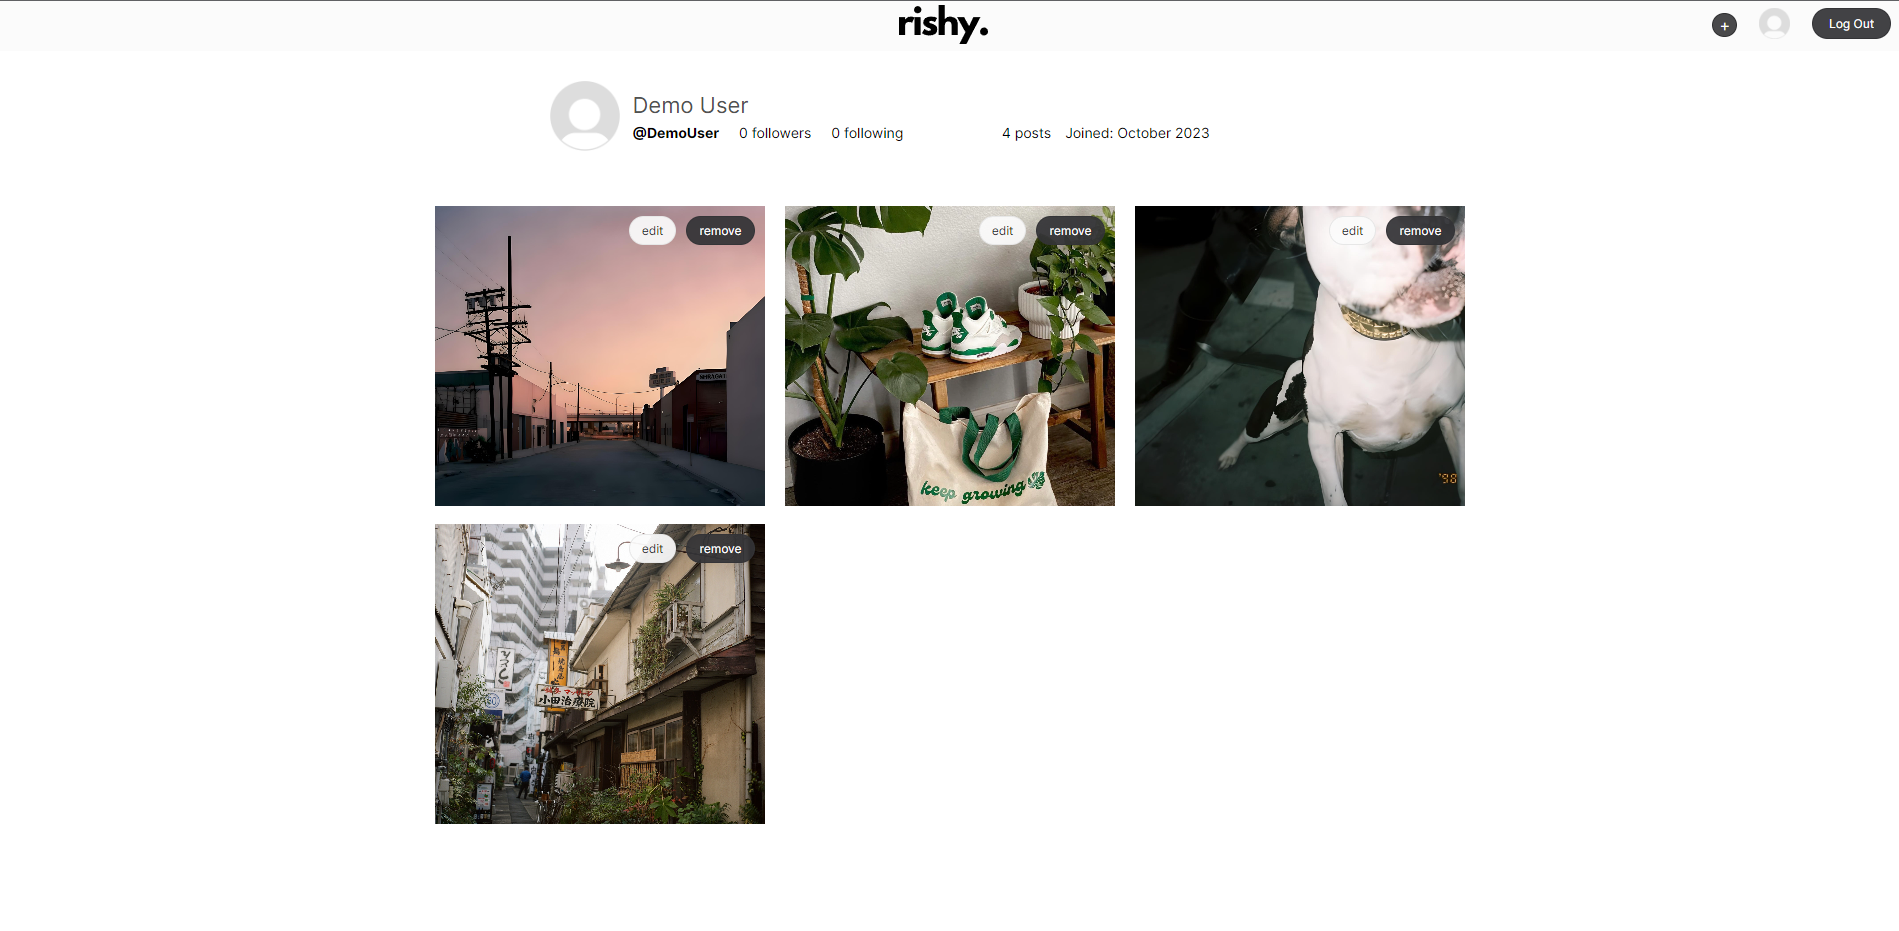 rishy.
+
Log Out
Demo User
@DemoUser 0 followers 0 following 4 posts Joined: October 2023
edit remove
edit remove
edit remove
keep growing
'98
edit remove
小田治療院